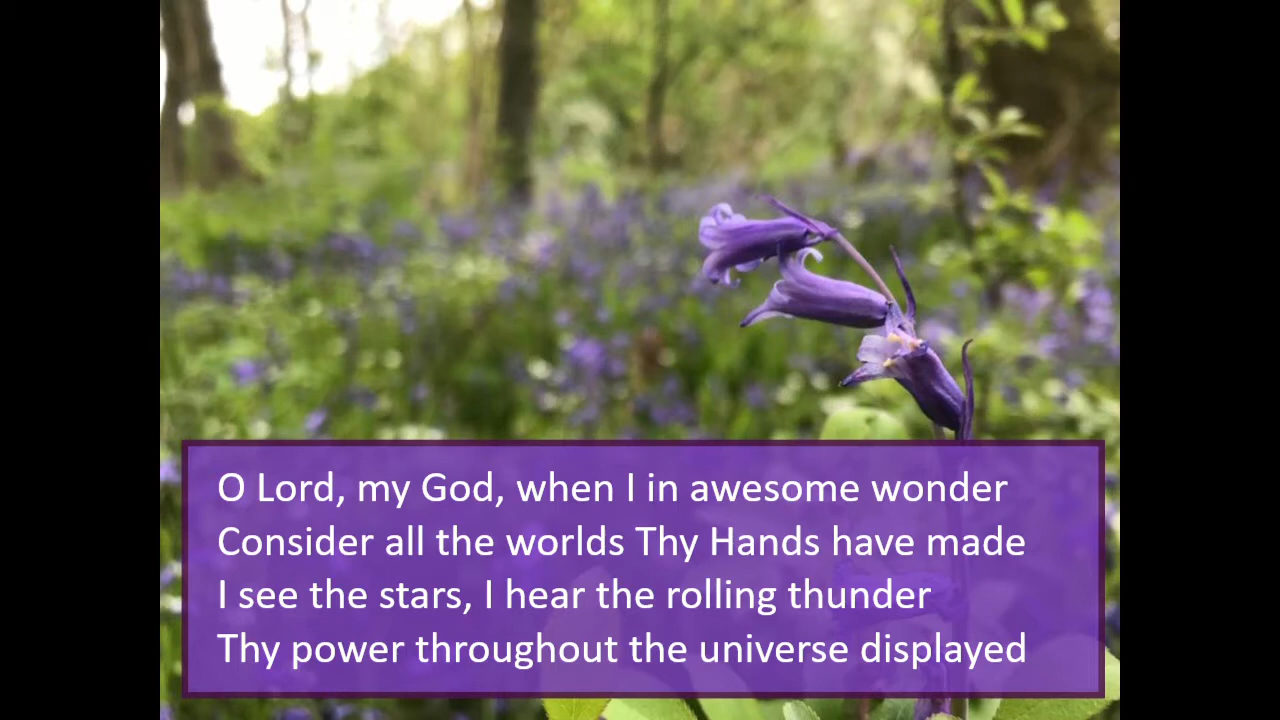 O Lord, my God, when I in awesome wonder
Consider all the worlds Thy Hands have made
I see the stars, I hear the rolling thunder
Thy power throughout the universe displayed